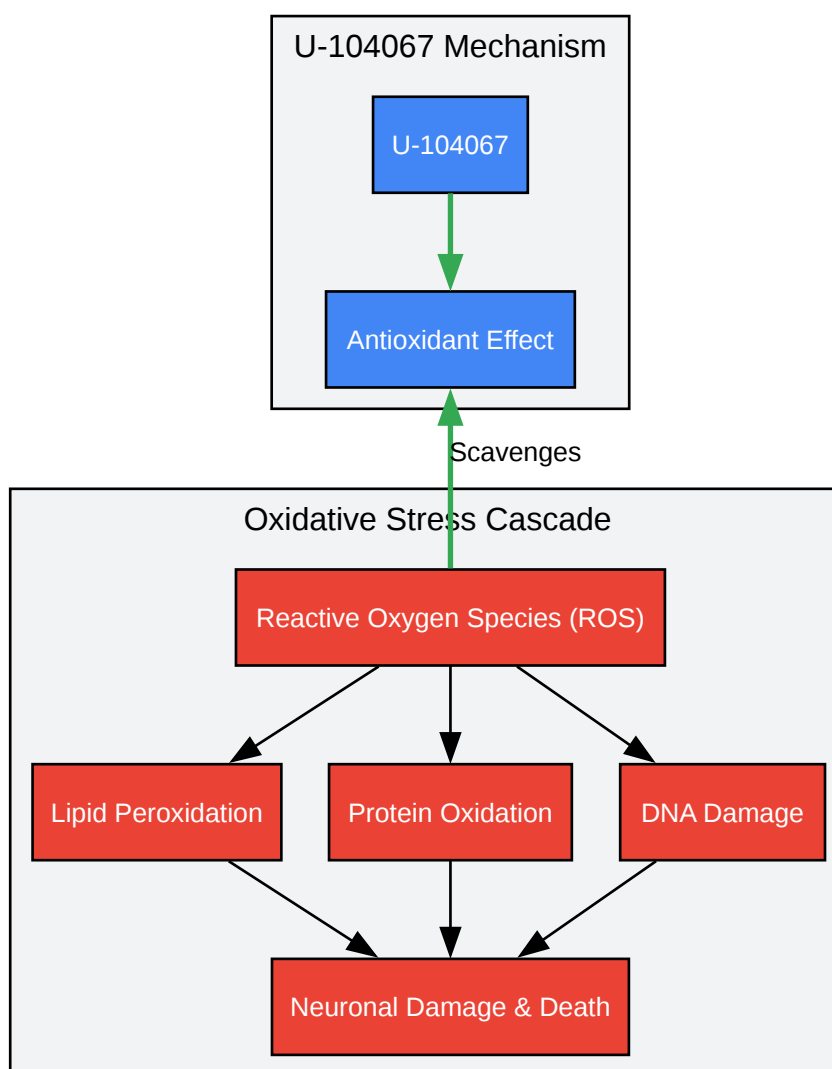 U-104067 Mechanism
U-104067
Antioxidant Effect
Scavenges
Oxidative Stress Cascade
Reactive Oxygen Species (ROS)
Lipid Peroxidation
Protein Oxidation
DNA Damage
Neuronal Damage & Death